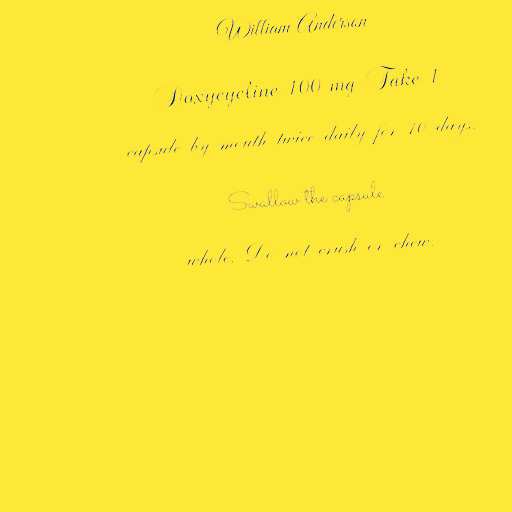 William Anderson
Doxycycline 100 mg Take 1
capsule by mouth twice daily for 10 days.
Swallow the capsule
whole. Do not crush or chew.